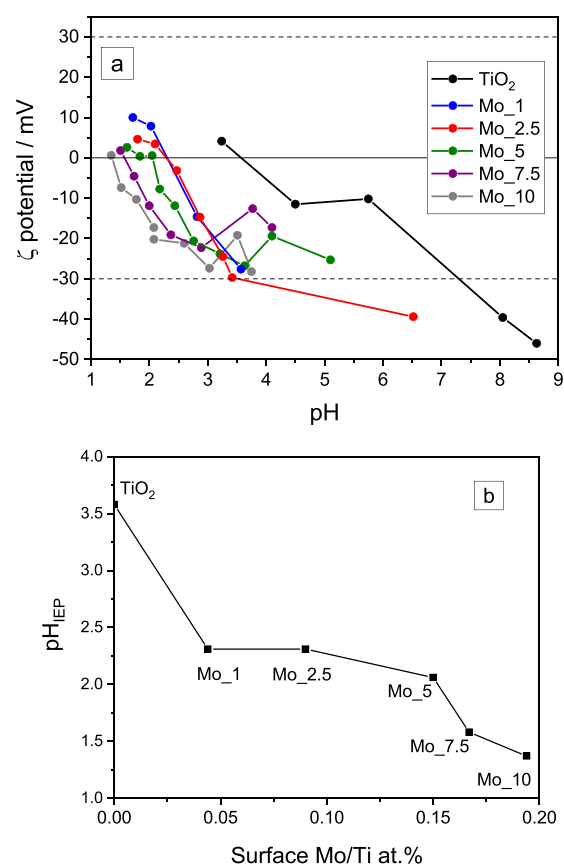 a
TiO₂
Mo_1
Mo_2.5
Mo_5
Mo_7.5
Mo_10
30
20
10
0
-10
-20
-30
-40
-50
ζ potential / mV
1 2 3 4 5 6 7 8 9
pH
b
4.0
3.5
3.0
2.5
2.0
1.5
1.0
pH_IEP
TiO₂
Mo_1
Mo_2.5
Mo_5
Mo_7.5
Mo_10
0.00 0.05 0.10 0.15 0.20
Surface Mo/Ti at.%